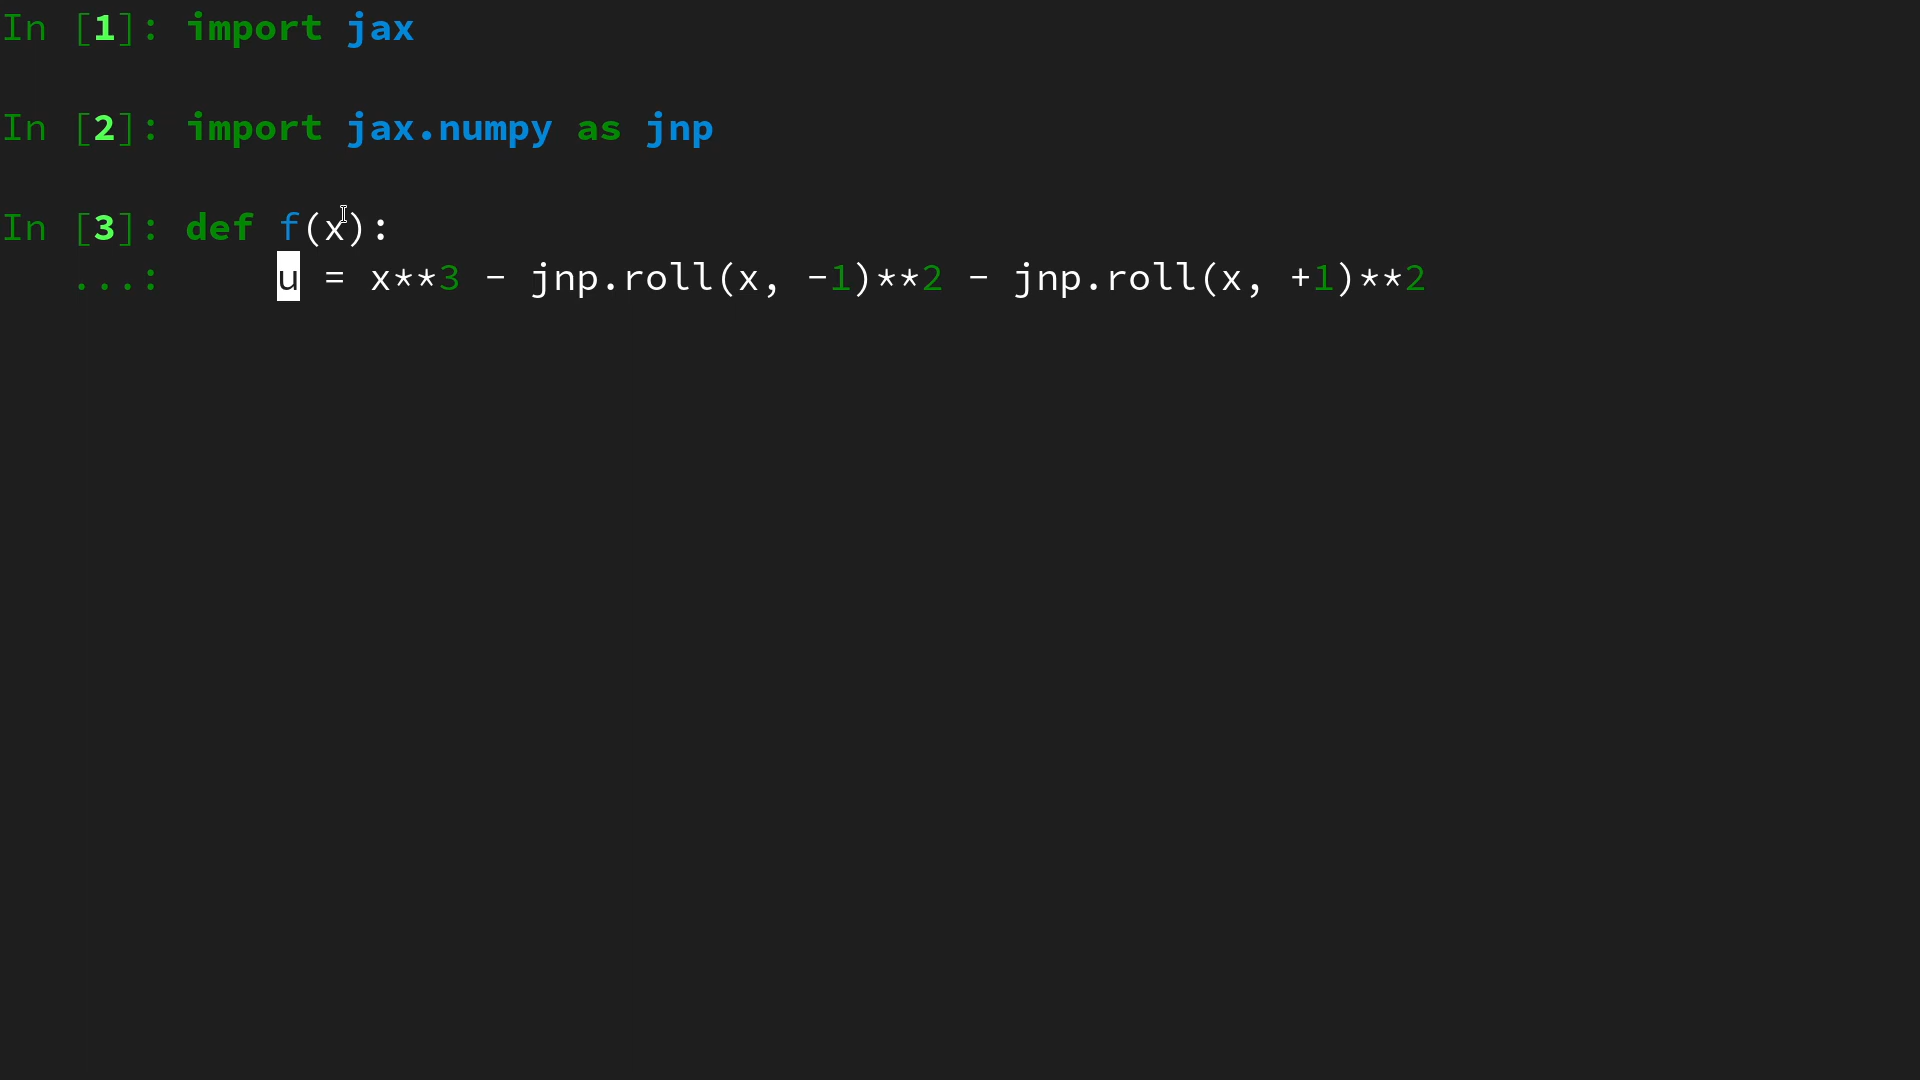 In [1]: import jax
In [2]: import jax.numpy as jnp
In [3]: def f(x):
   ...:     u = x**3 - jnp.roll(x, -1)**2 - jnp.roll(x, +1)**2